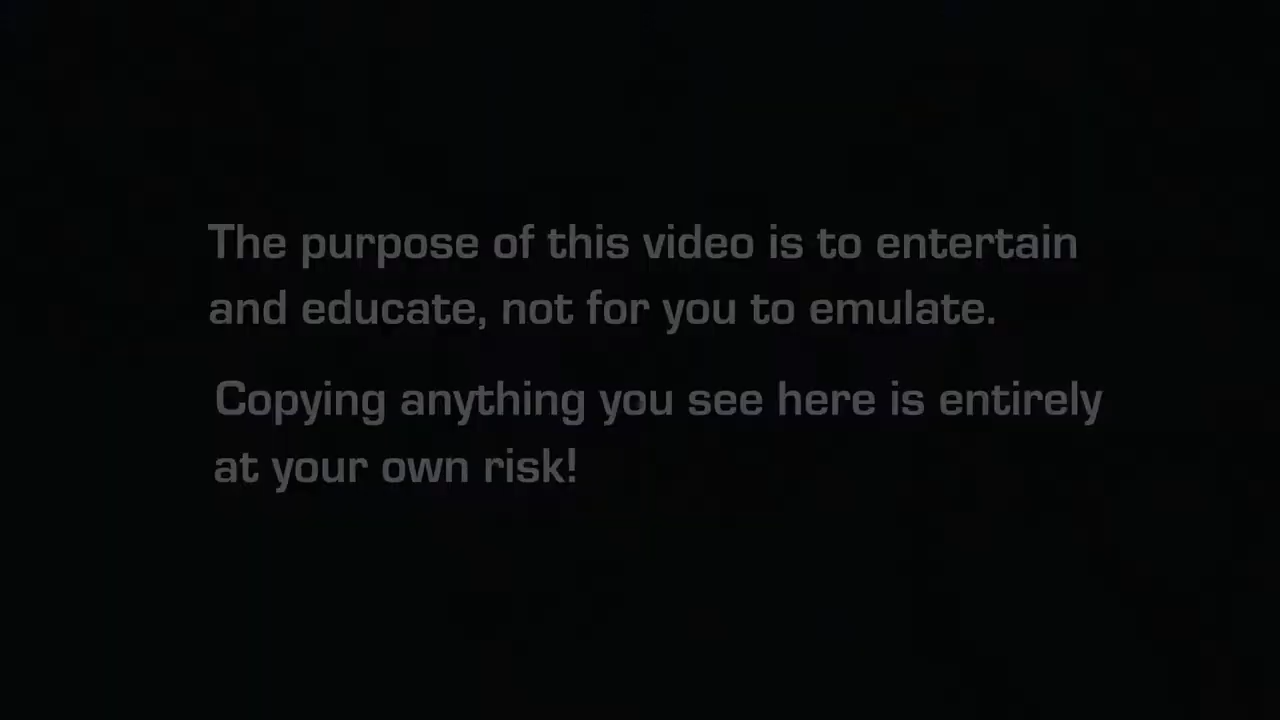 The purpose of this video is to entertain
and educate, not for you to emulate.
Copying anything you see here is entirely
at your own risk!